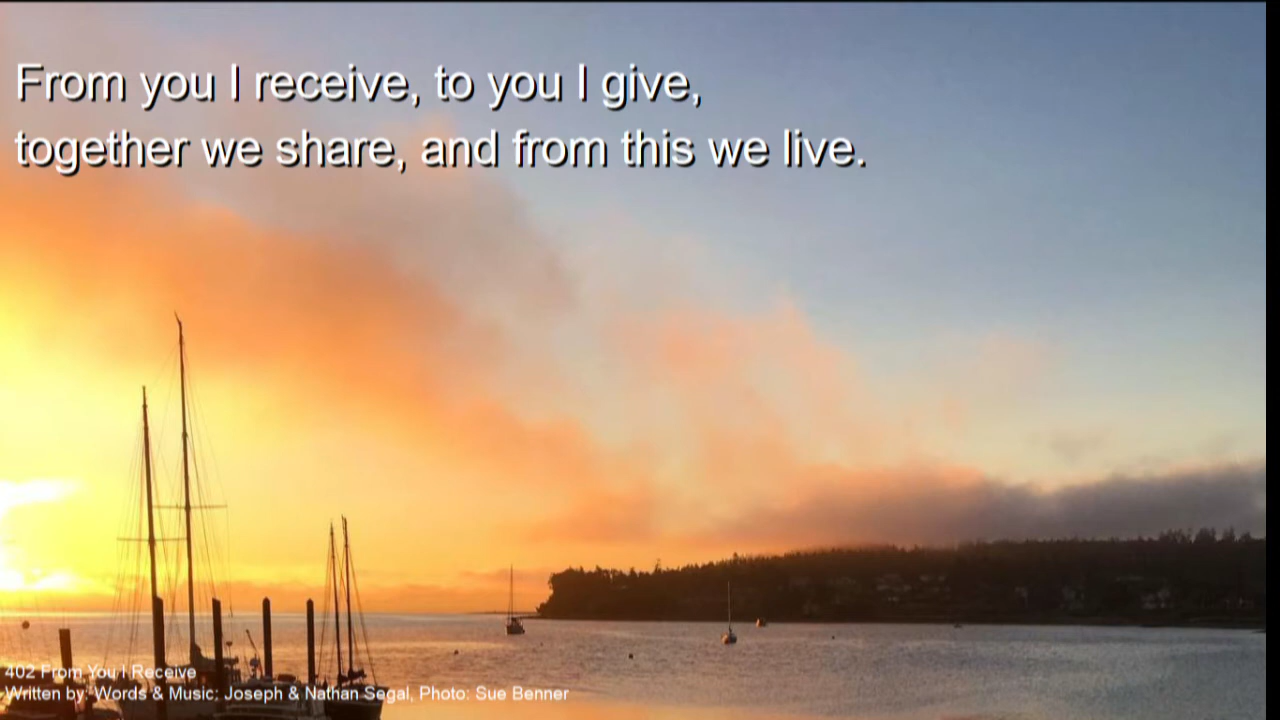 From you I receive, to you I give,
together we share, and from this we live.
402 From You I Receive
Written by: Words & Music: Joseph & Nathan Segal, Photo: Sue Benner